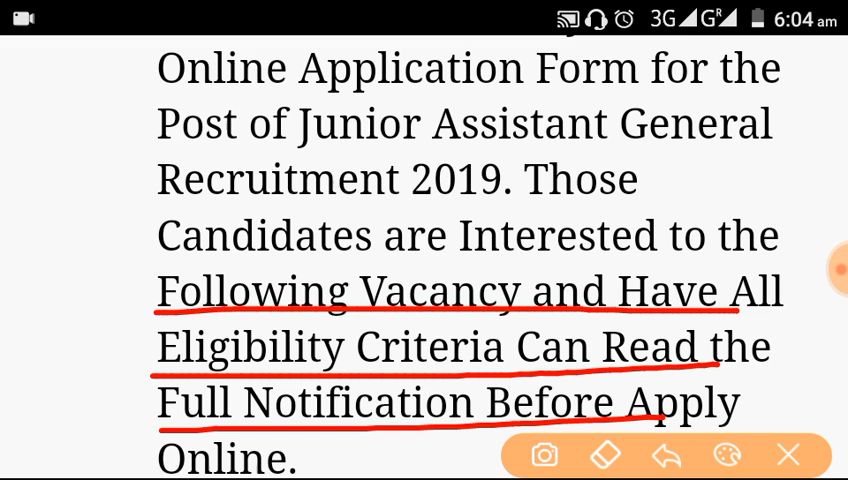 3G G R 6:04 am
Online Application Form for the
Post of Junior Assistant General
Recruitment 2019. Those
Candidates are Interested to the
Following Vacancy and Have All
Eligibility Criteria Can Read the
Full Notification Before Apply
Online.